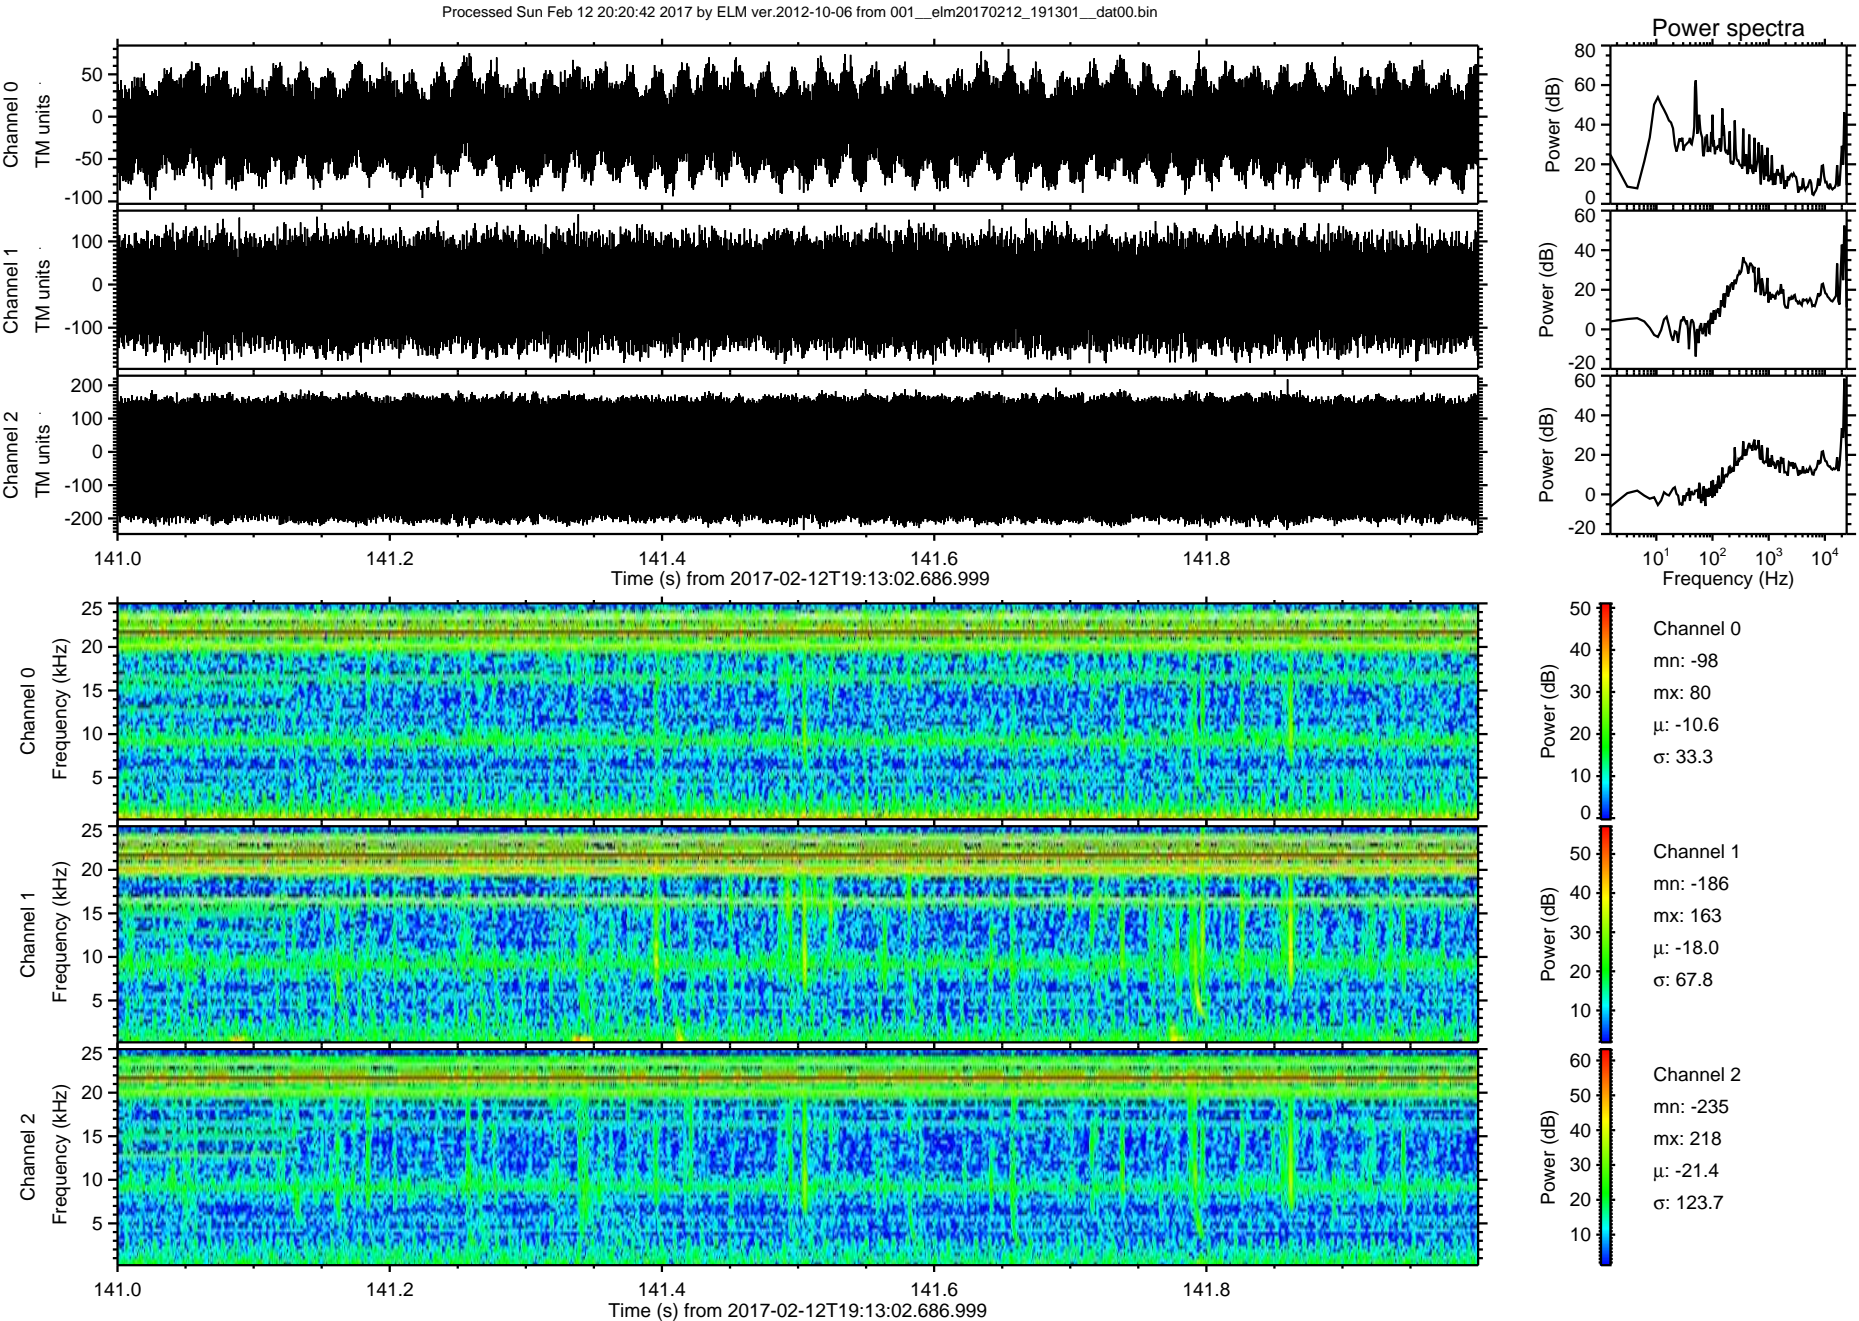 Processed Sun Feb 12 20:20:42 2017 by ELM ver.2012-10-06 from 001__elm20170212_191301__dat00.bin
Power spectra
Channel 0
TM units
50
0
-50
-100
Power (dB)
80
60
40
20
0
Channel 1
TM units
100
0
-100
Power (dB)
60
40
20
0
-20
Channel 2
TM units
200
100
0
-100
-200
Power (dB)
60
40
20
0
-20
141.0 141.2 141.4 141.6 141.8
Time (s) from 2017-02-12T19:13:02.686.999
10¹ 10² 10³ 10⁴
Frequency (Hz)
Channel 0
Frequency (kHz)
25
20
15
10
5
Power (dB)
50
40
30
20
10
0
Channel 0
mn: -98
mx: 80
μ: -10.6
σ: 33.3
Channel 1
Frequency (kHz)
25
20
15
10
5
Power (dB)
50
40
30
20
10
Channel 1
mn: -186
mx: 163
μ: -18.0
σ: 67.8
Channel 2
Frequency (kHz)
25
20
15
10
5
Power (dB)
60
50
40
30
20
10
Channel 2
mn: -235
mx: 218
μ: -21.4
σ: 123.7
141.0 141.2 141.4 141.6 141.8
Time (s) from 2017-02-12T19:13:02.686.999